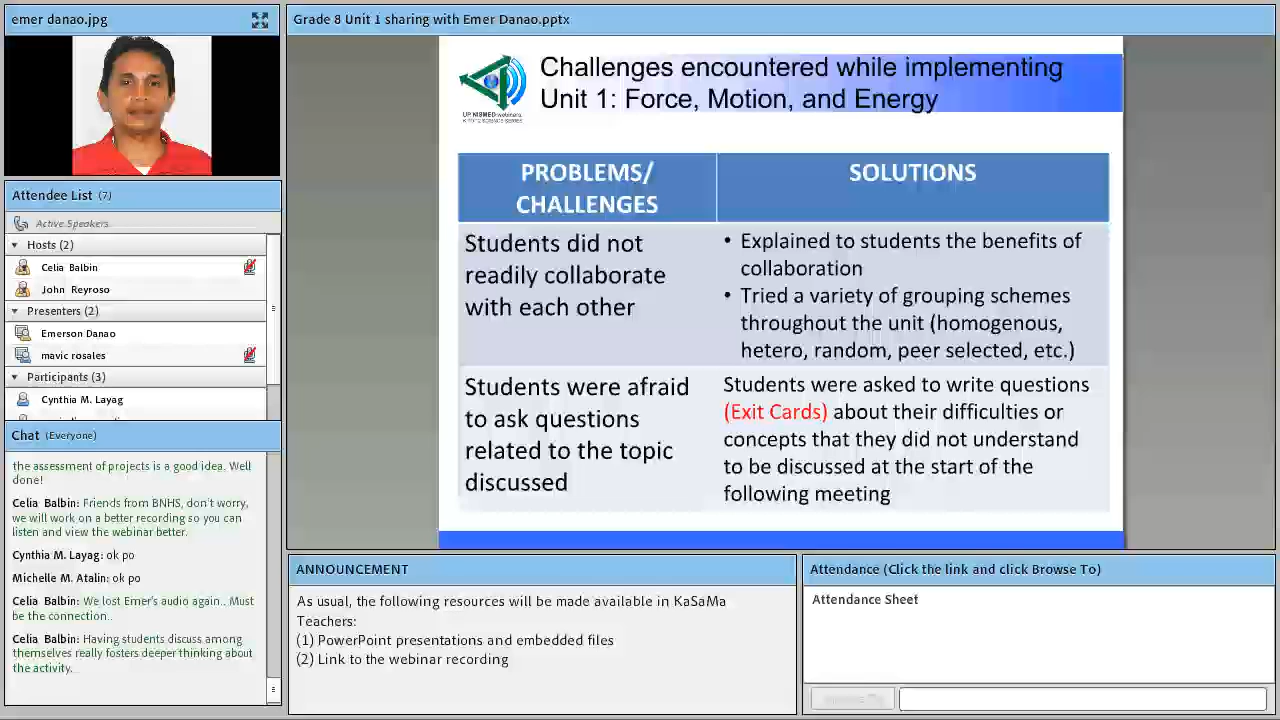 emer danao.jpg
Attendee List (7)
Active Speakers
Hosts (2)
Celia Balbin
John Reyroso
Presenters (2)
Emerson Danao
mavic rosales
Participants (3)
Cynthia M. Layag
Chat (Everyone)
the assessment of projects is a good idea. Well
done!
Celia Balbin: Friends from BNHS, don't worry,
we will work on a better recording so you can
listen and view the webinar better.
Cynthia M. Layag: ok po
Michelle M. Atalin: ok po
Celia Balbin: We lost Emer's audio again.. Must
be the connection..
Celia Balbin: Having students discuss among
themselves really fosters deeper thinking about
the activity.
Grade 8 Unit 1 sharing with Emer Danao.pptx
UP NISMED webinars
Challenges encountered while implementing
Unit 1: Force, Motion, and Energy
PROBLEMS/
CHALLENGES
SOLUTIONS
Students did not
readily collaborate
with each other
• Explained to students the benefits of
collaboration
• Tried a variety of grouping schemes
throughout the unit (homogenous,
hetero, random, peer selected, etc.)
Students were afraid
to ask questions
related to the topic
discussed
Students were asked to write questions
(Exit Cards) about their difficulties or
concepts that they did not understand
to be discussed at the start of the
following meeting
ANNOUNCEMENT
As usual, the following resources will be made available in KaSaMa
Teachers:
(1) PowerPoint presentations and embedded files
(2) Link to the webinar recording
Attendance (Click the link and click Browse To)
Attendance Sheet
Browse To